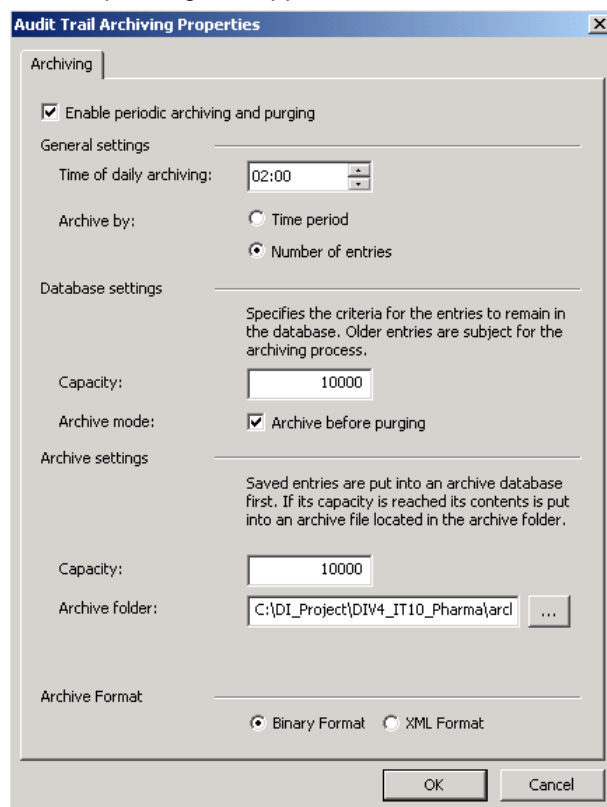 Audit Trail Archiving Properties
Archiving
Enable periodic archiving and purging
General settings
Time of daily archiving: 02:00
Archive by: Time period
Number of entries
Database settings
Specifies the criteria for the entries to remain in
the database. Older entries are subject for the
archiving process.
Capacity: 10000
Archive mode: Archive before purging
Archive settings
Saved entries are put into an archive database
first. If its capacity is reached its contents is put
into an archive file located in the archive folder.
Capacity: 10000
Archive folder: C:\DI_Project\DIV4_IT10_Pharma\arcl ...
Archive Format
Binary Format XML Format
OK Cancel